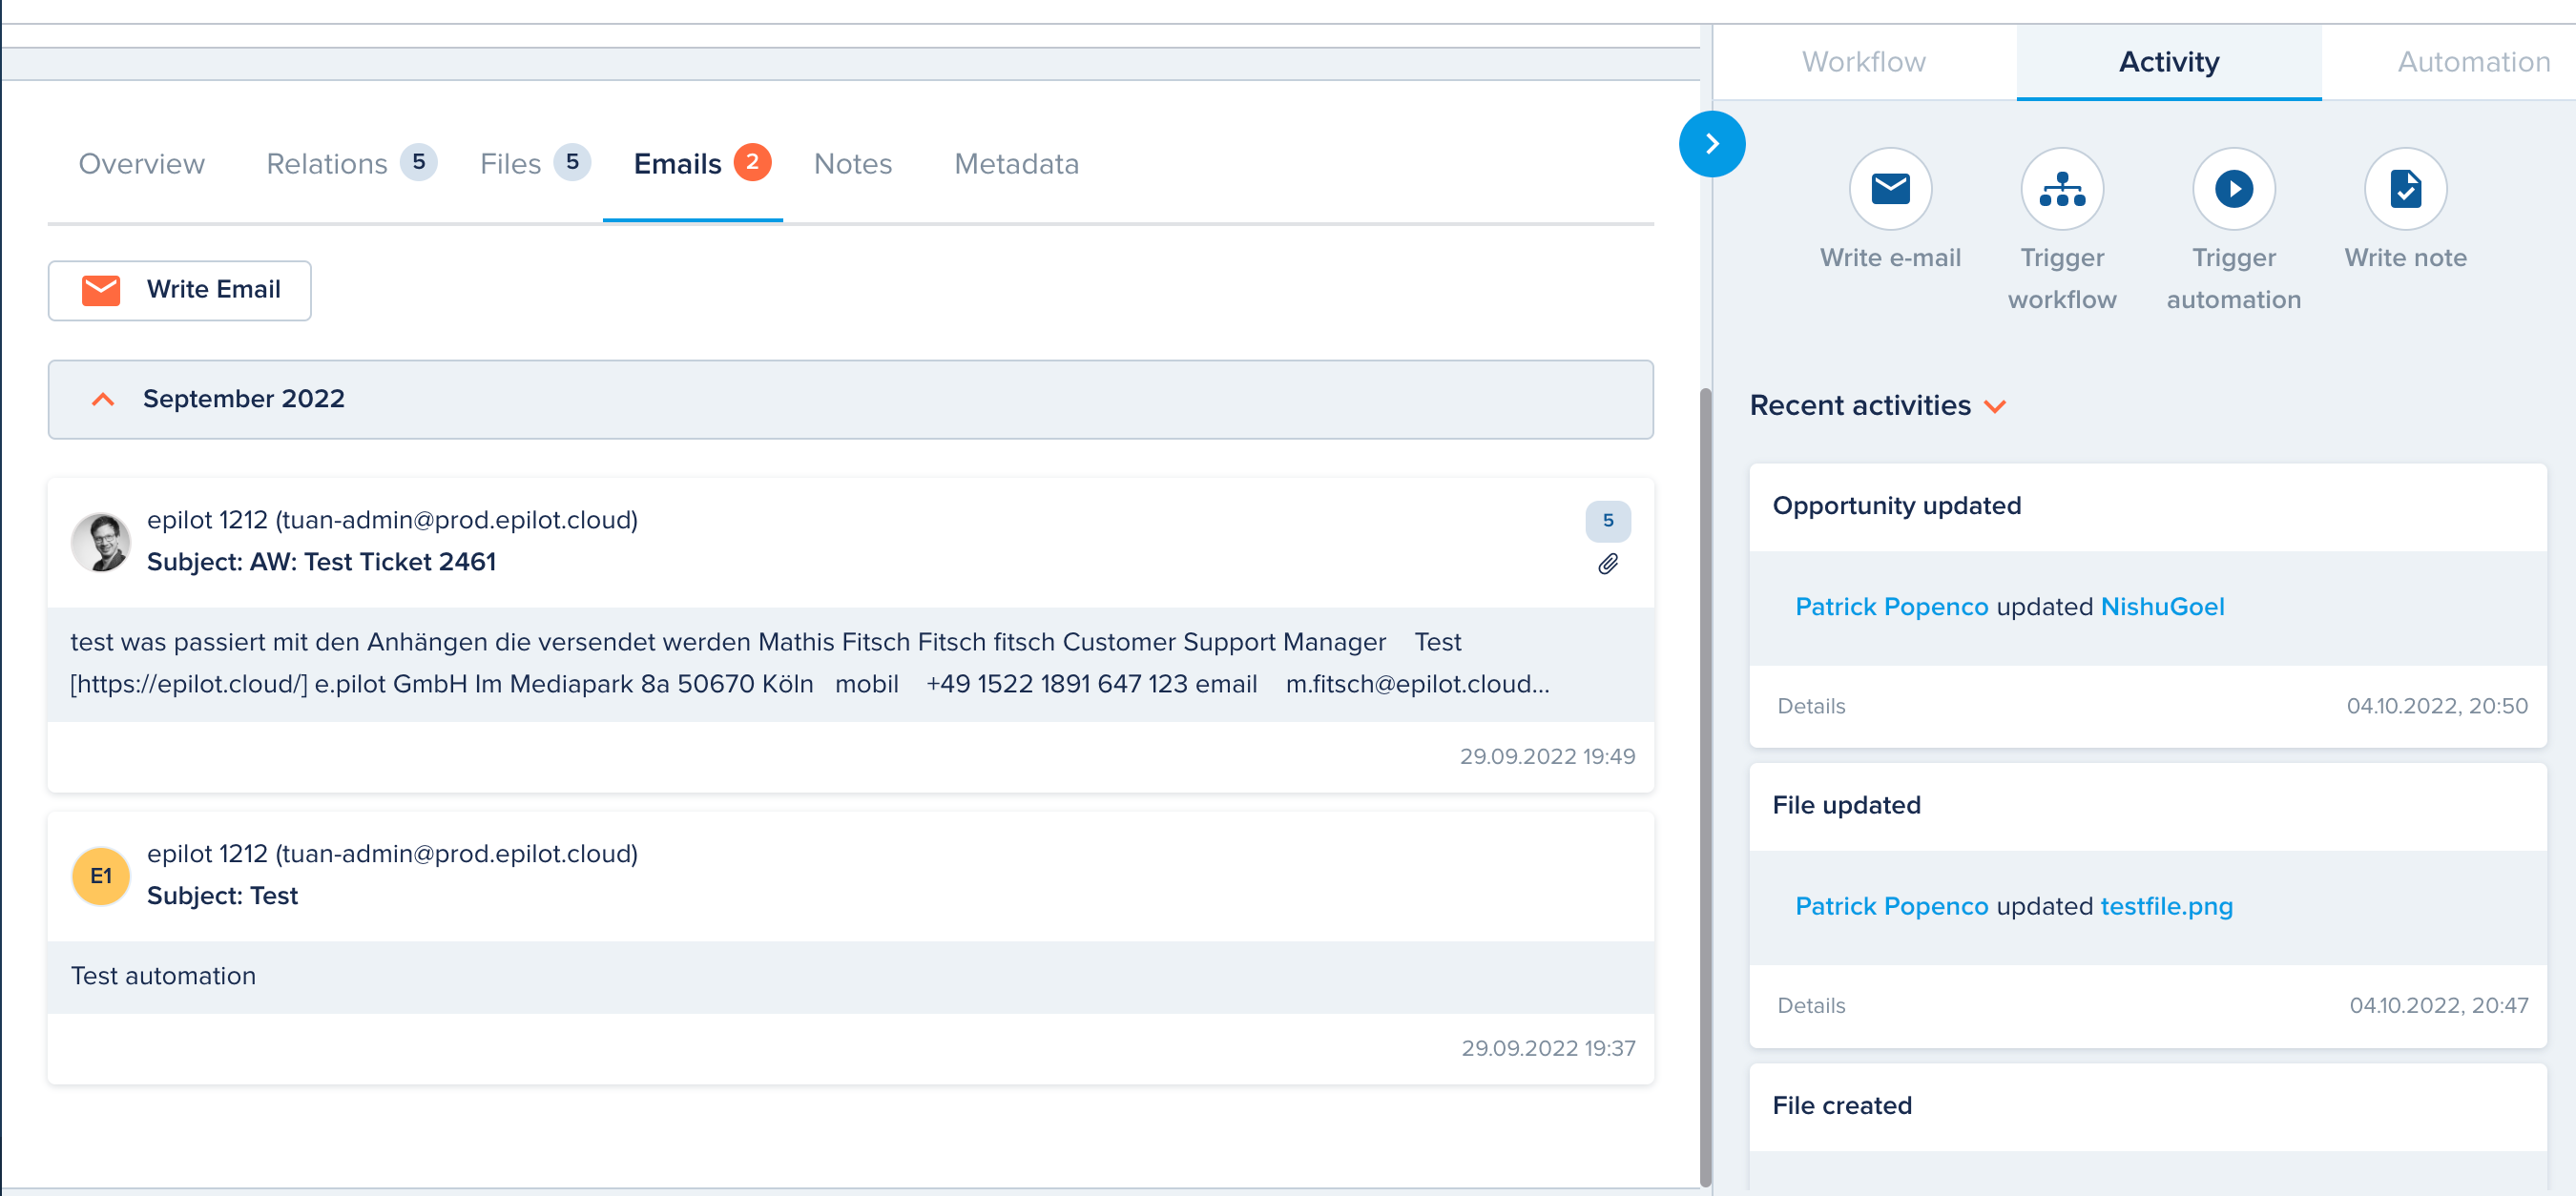 Overview Relations 5 Files 5 Emails 2 Notes Metadata
Write Email
September 2022
epilot 1212 (tuan-admin@prod.epilot.cloud)
5
Subject: AW: Test Ticket 2461
test was passiert mit den Anhängen die versendet werden Mathis Fitsch Fitsch fitsch Customer Support Manager Test
[https://epilot.cloud/] e.pilot GmbH Im Mediapark 8a 50670 Köln mobil +49 1522 1891 647 123 email m.fitsch@epilot.cloud...
29.09.2022 19:49
E1
epilot 1212 (tuan-admin@prod.epilot.cloud)
Subject: Test
Test automation
29.09.2022 19:37
Workflow Activity Automation
Write e-mail
Trigger
workflow
Trigger
automation
Write note
Recent activities
Opportunity updated
Patrick Popenco updated NishuGoel
Details 04.10.2022, 20:50
File updated
Patrick Popenco updated testfile.png
Details 04.10.2022, 20:47
File created